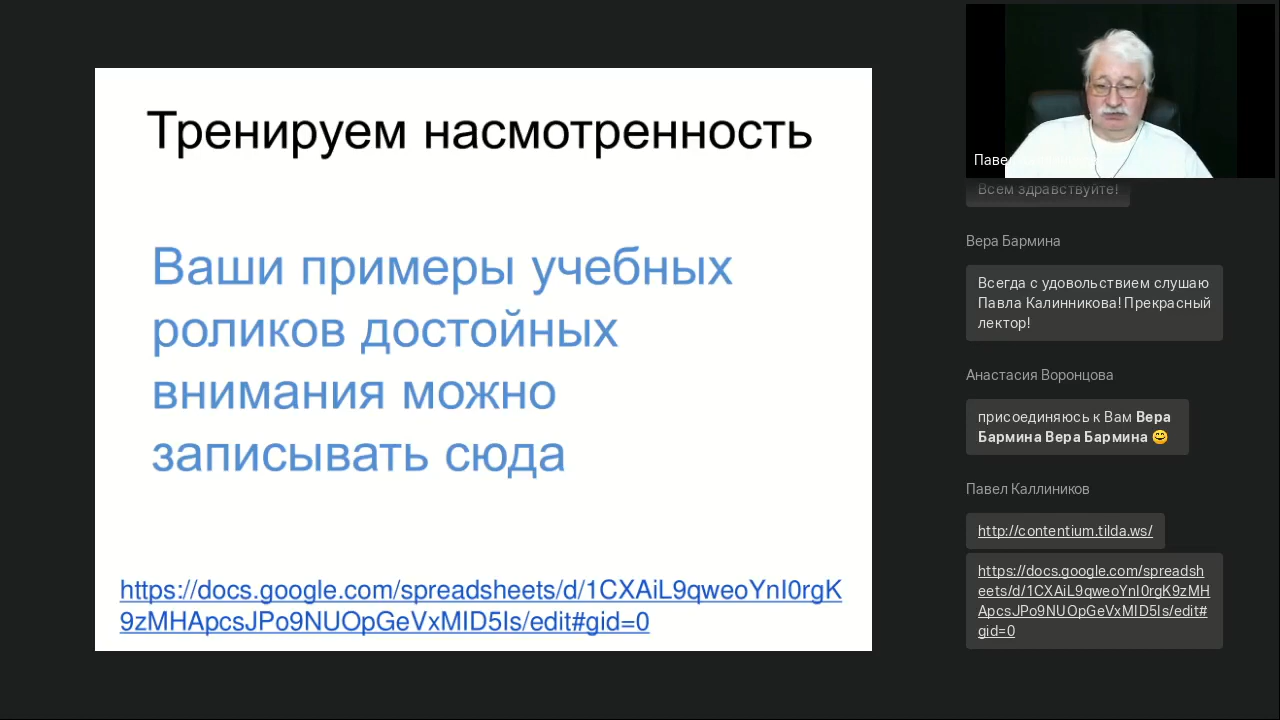 Тренируем насмотренность
Ваши примеры учебных
роликов достойных
внимания можно
записывать сюда
https://docs.google.com/spreadsheets/d/1CXAiL9qweoYnI0rgK
9zMHApcsJPo9NUOpGeVxMID5Is/edit#gid=0
Всем здравствуйте!
Вера Бармина
Всегда с удовольствием слушаю
Павла Калинникова! Прекрасный
лектор!
Анастасия Воронцова
присоединяюсь к Вам Вера
Бармина Вера Бармина 😊
Павел Каллиников
http://contentium.tilda.ws/
https://docs.google.com/spreadsh
eets/d/1CXAiL9qweoYnI0rgK9zMH
ApcsJPo9NUOpGeVxMID5Is/edit#
gid=0